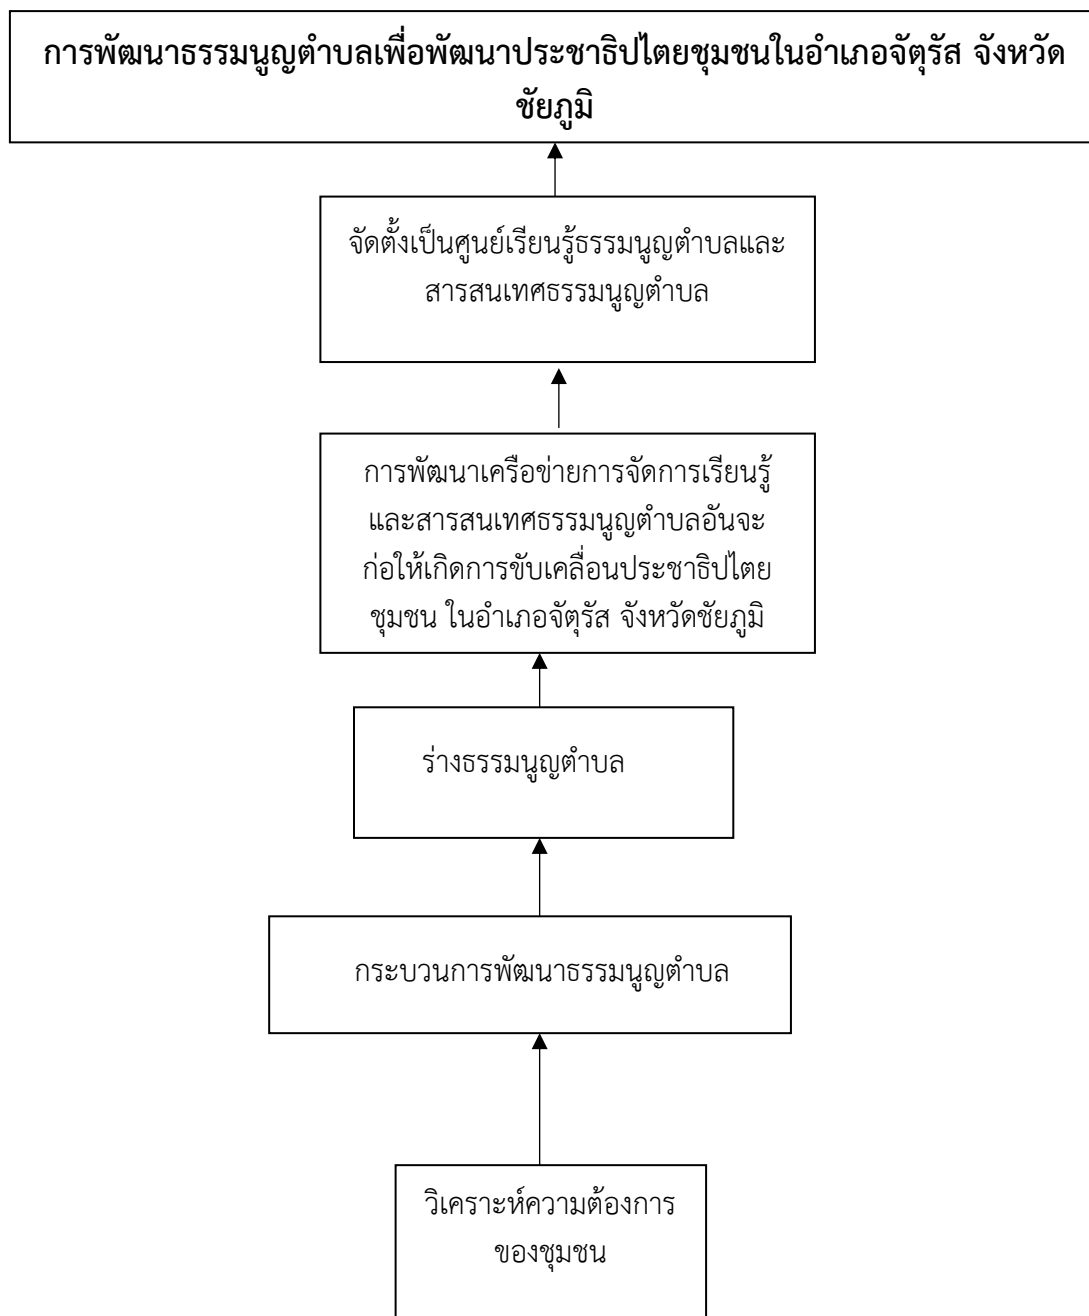 การพัฒนาธรรมนูญตำบลเพื่อพัฒนาประชาธิปไตยชุมชนในอำเภอจัตุรัส จังหวัด
ชัยภูมิ
จัดตั้งเป็นศูนย์เรียนรู้ธรรมนูญตำบลและ
สารสนเทศธรรมนูญตำบล
การพัฒนาเครือข่ายการจัดการเรียนรู้
และสารสนเทศธรรมนูญตำบลอันจะ
ก่อให้เกิดการขับเคลื่อนประชาธิปไตย
ชุมชน ในอำเภอจัตุรัส จังหวัดชัยภูมิ
ร่างธรรมนูญตำบล
กระบวนการพัฒนาธรรมนูญตำบล
วิเคราะห์ความต้องการ
ของชุมชน